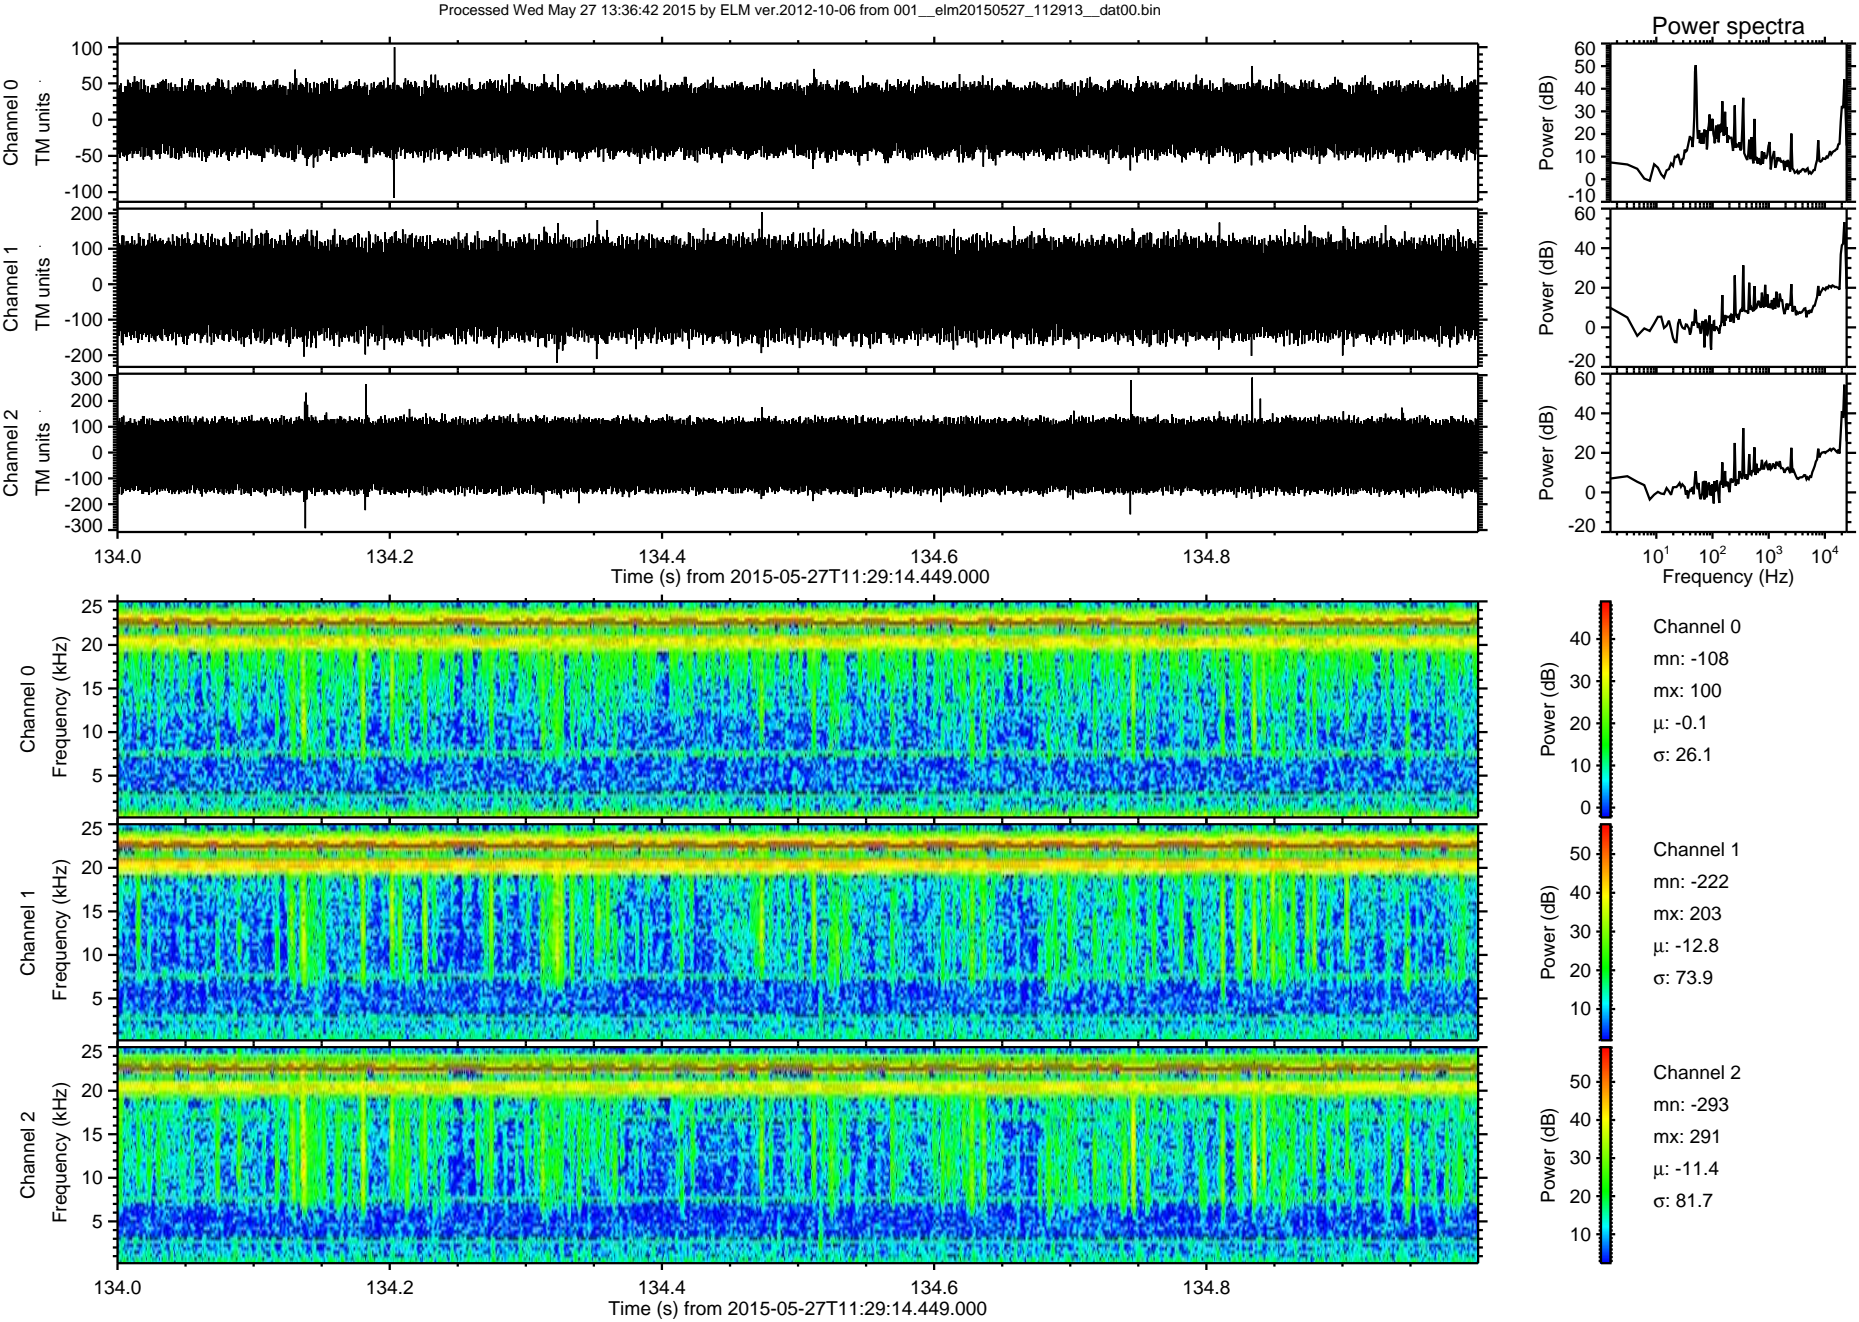 Processed Wed May 27 13:36:42 2015 by ELM ver.2012-10-06 from 001__elm20150527_112913__dat00.bin
Power spectra
Channel 0
TM units
100
50
0
-50
-100
Power (dB)
60
50
40
30
20
10
0
-10
Channel 1
TM units
200
100
0
-100
-200
Power (dB)
60
40
20
0
-20
Channel 2
TM units
300
200
100
0
-100
-200
-300
Power (dB)
60
40
20
0
-20
134.0 134.2 134.4 134.6 134.8
Time (s) from 2015-05-27T11:29:14.449.000
10¹ 10² 10³ 10⁴
Frequency (Hz)
Channel 0
Frequency (kHz)
25
20
15
10
5
Power (dB)
40
30
20
10
0
Channel 0
mn: -108
mx: 100
µ: -0.1
σ: 26.1
Channel 1
Frequency (kHz)
25
20
15
10
5
Power (dB)
50
40
30
20
10
Channel 1
mn: -222
mx: 203
µ: -12.8
σ: 73.9
Channel 2
Frequency (kHz)
25
20
15
10
5
Power (dB)
50
40
30
20
10
Channel 2
mn: -293
mx: 291
µ: -11.4
σ: 81.7
134.0 134.2 134.4 134.6 134.8
Time (s) from 2015-05-27T11:29:14.449.000